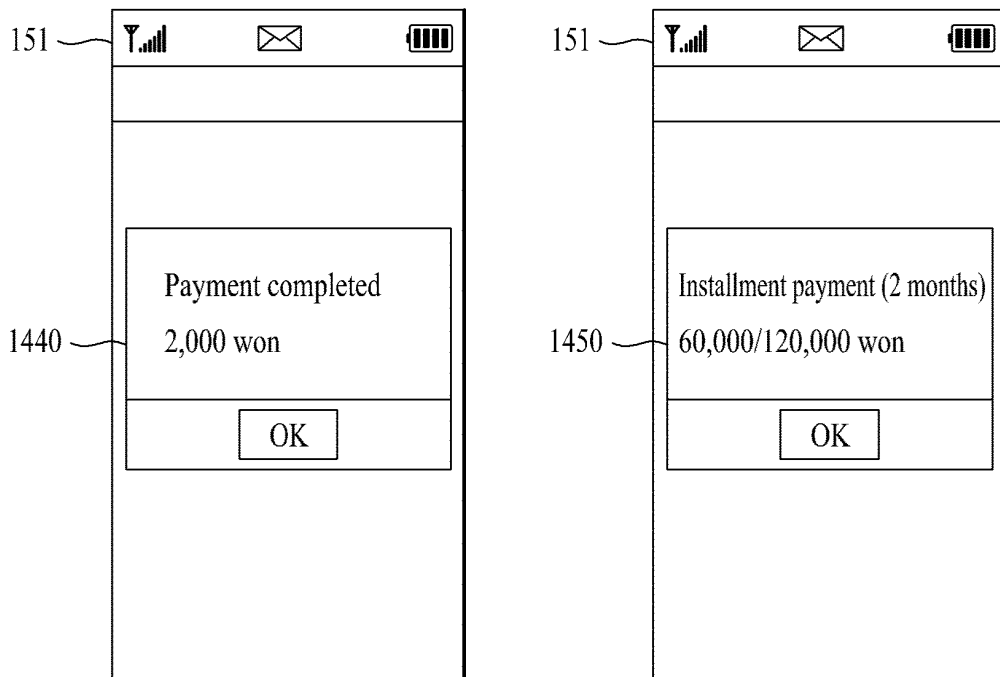 151
Payment completed
1440
2,000 won
OK
151
Installment payment (2 months)
1450
60,000/120,000 won
OK